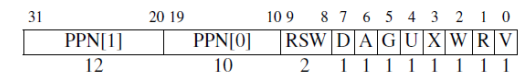 31 20 19 10 9 8 7 6 5 4 3 2 1 0
PPN[1] PPN[0] RSW D A G U X W R V
12 10 2 1 1 1 1 1 1 1 1